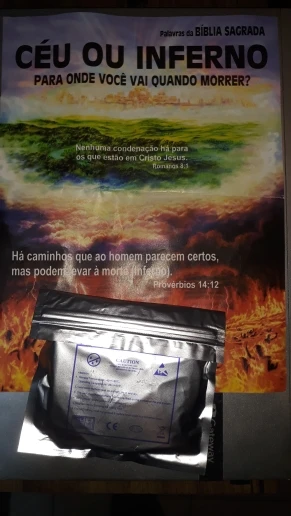 Palavras da BÍBLIA SAGRADA
CÉU OU INFERNO
PARA ONDE VOCÊ VAI QUANDO MORRER?
Nenhuma condenação há para
os que estão em Cristo Jesus.
Romanos 8:1
Há caminhos que ao homem parecem certos,
mas podem levar à morte (inferno).
Provérbios 14:12
CAUTION